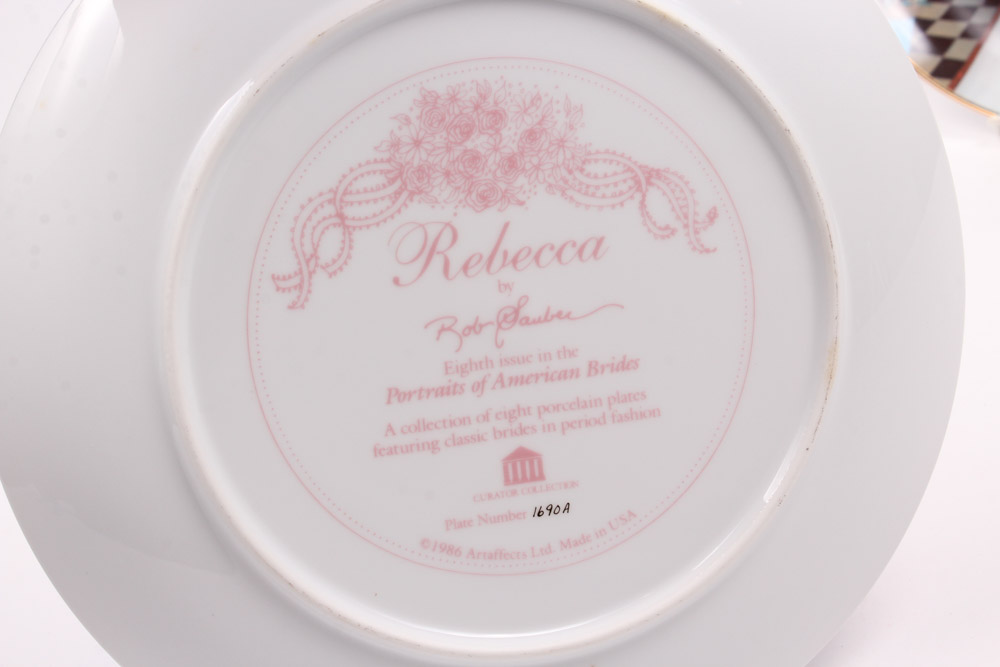 Rebecca
by
Rob Sauber
Eighth issue in the
Portraits of American Brides
A collection of eight porcelain plates
featuring classic brides in period fashion
CURATOR COLLECTION
Plate Number 1690A
©1986 Artaffects Ltd. Made in USA